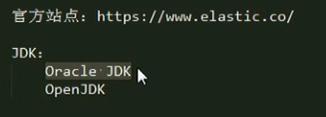 官方站点：https://www.elastic.co/
JDK：
Oracle JDK
OpenJDK